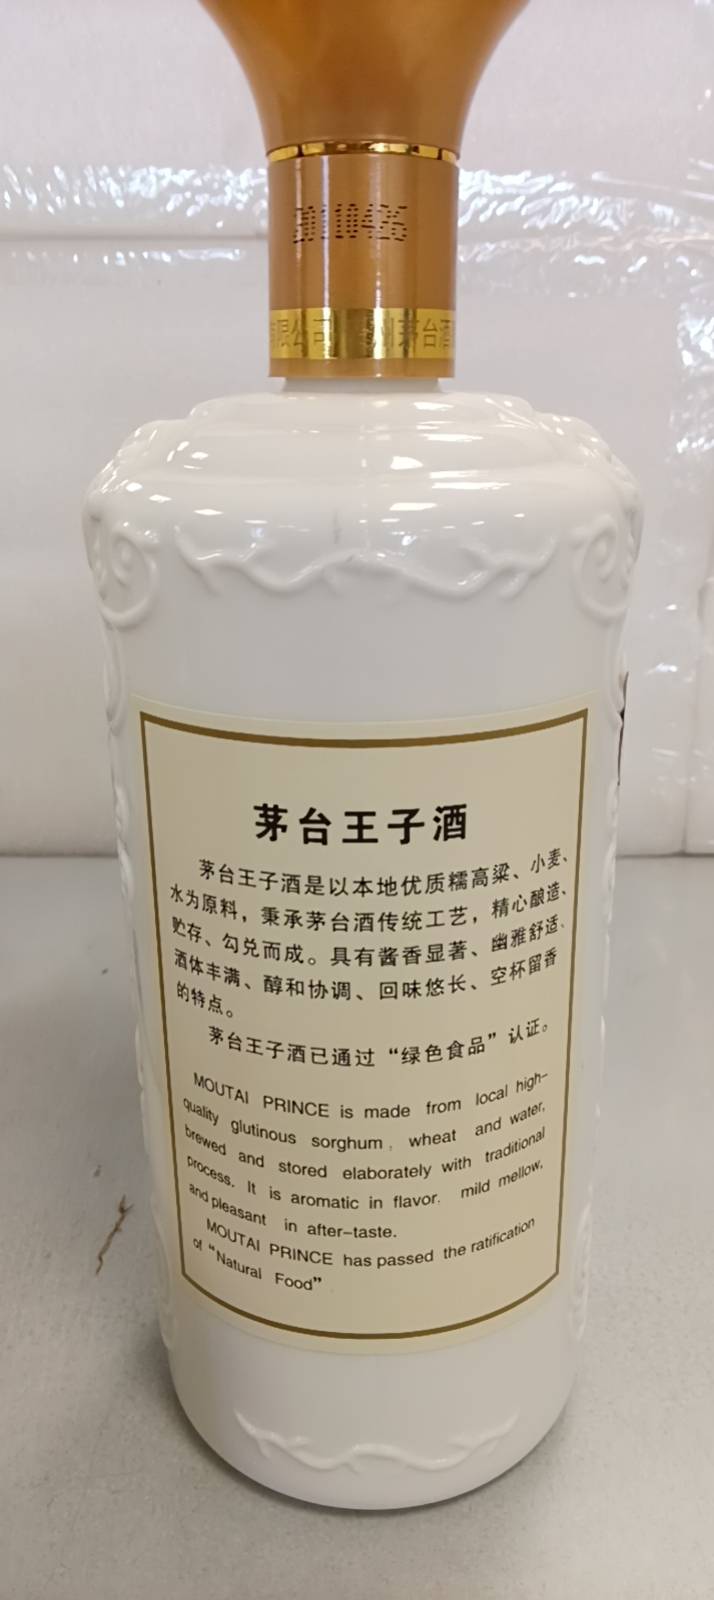 20110426
有限公司 贵州茅台酒
茅台王子酒
茅台王子酒是以本地优质糯高粱、小麦、
水为原料，秉承茅台酒传统工艺，精心酿造、
贮存、勾兑而成。具有酱香显著、幽雅舒适、
酒体丰满、醇和协调、回味悠长、空杯留香
的特点。
茅台王子酒已通过“绿色食品”认证。
MOUTAI PRINCE is made from local high-
quality glutinous sorghum, wheat and water,
brewed and stored elaborately with traditional
process. It is aromatic in flavor, mild mellow,
and pleasant in after-taste.
MOUTAI PRINCE has passed the ratification
of “Natural Food”